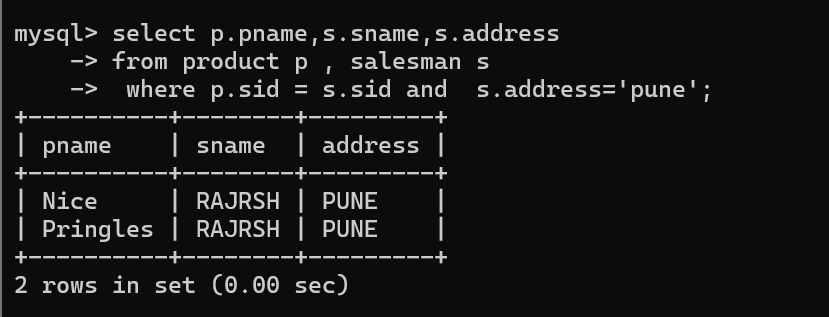 mysql> select p.pname,s.sname,s.address
    -> from product p , salesman s
    ->  where p.sid = s.sid and  s.address='pune';
+----------+--------+---------+
| pname    | sname  | address |
+----------+--------+---------+
| Nice     | RAJRSH | PUNE    |
| Pringles | RAJRSH | PUNE    |
+----------+--------+---------+
2 rows in set (0.00 sec)